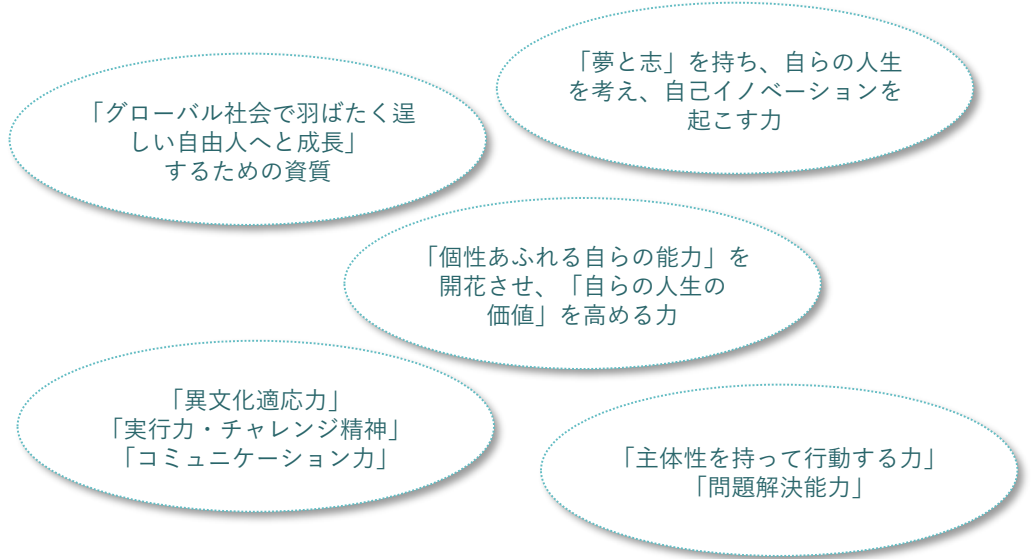 「グローバル社会で羽ばたく逞
しい自由人へと成長」
するための資質
「夢と志」を持ち、自らの人生
を考え、自己イノベーションを
起こす力
「個性あふれる自らの能力」を
開花させ、「自らの人生の
価値」を高める力
「異文化適応力」
「実行力・チャレンジ精神」
「コミュニケーション力」
「主体性を持って行動する力」
「問題解決能力」